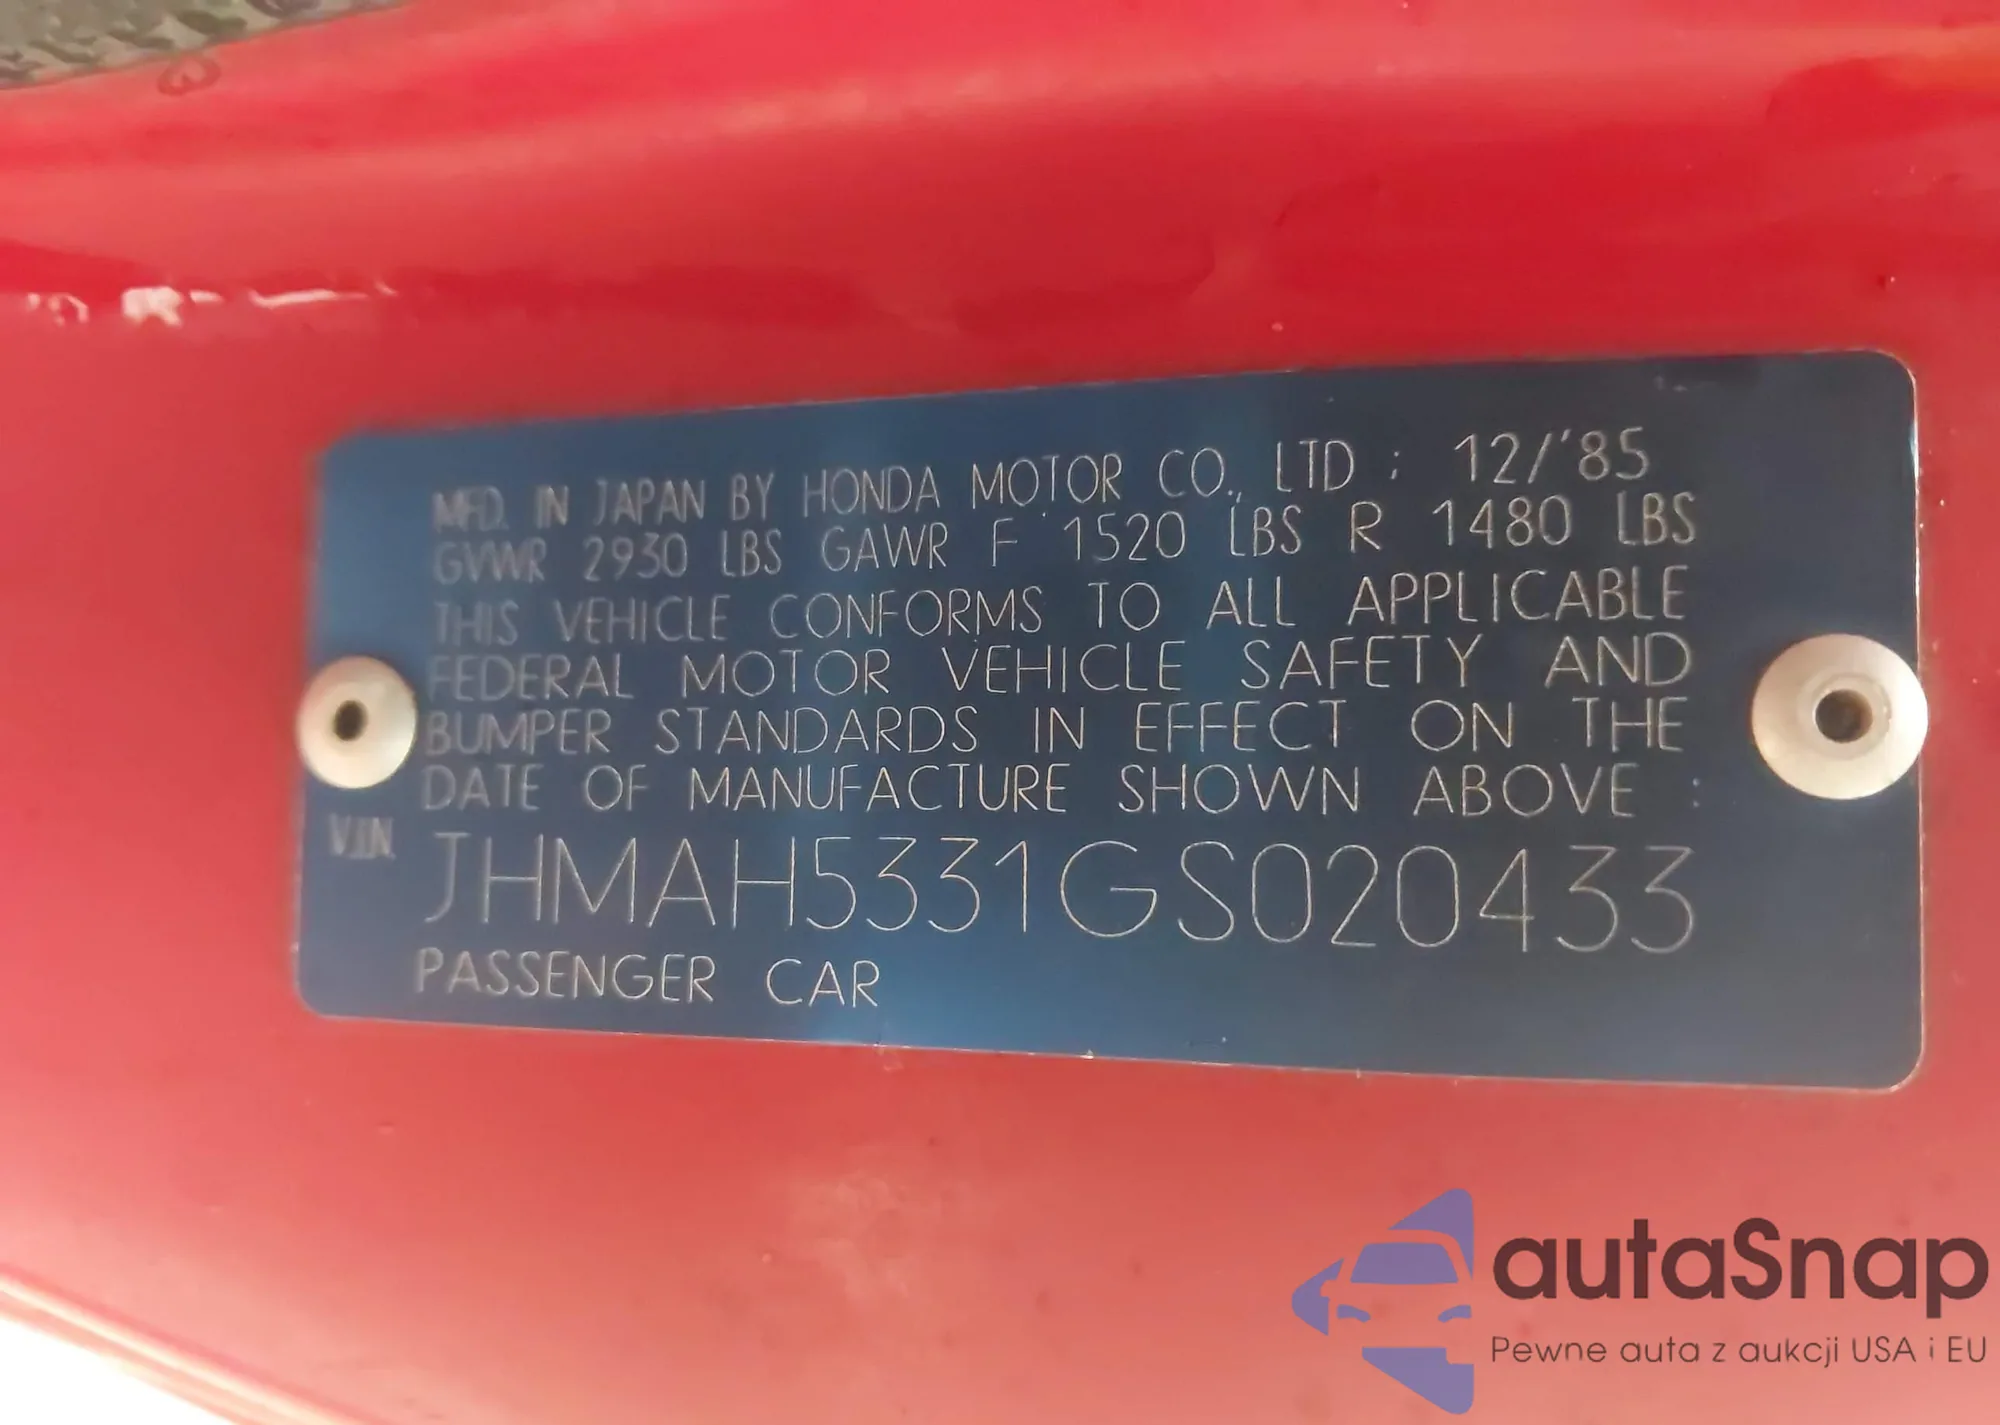 MFD. IN JAPAN BY HONDA MOTOR CO., LTD ; 12/'85
GVWR 2930 LBS GAWR F 1520 LBS R 1480 LBS
THIS VEHICLE CONFORMS TO ALL APPLICABLE
FEDERAL MOTOR VEHICLE SAFETY AND
BUMPER STANDARDS IN EFFECT ON THE
DATE OF MANUFACTURE SHOWN ABOVE :
V.I.N. JHMAH5331GS020433
PASSENGER CAR
autaSnap
Pewne auta z aukcji USA i EU